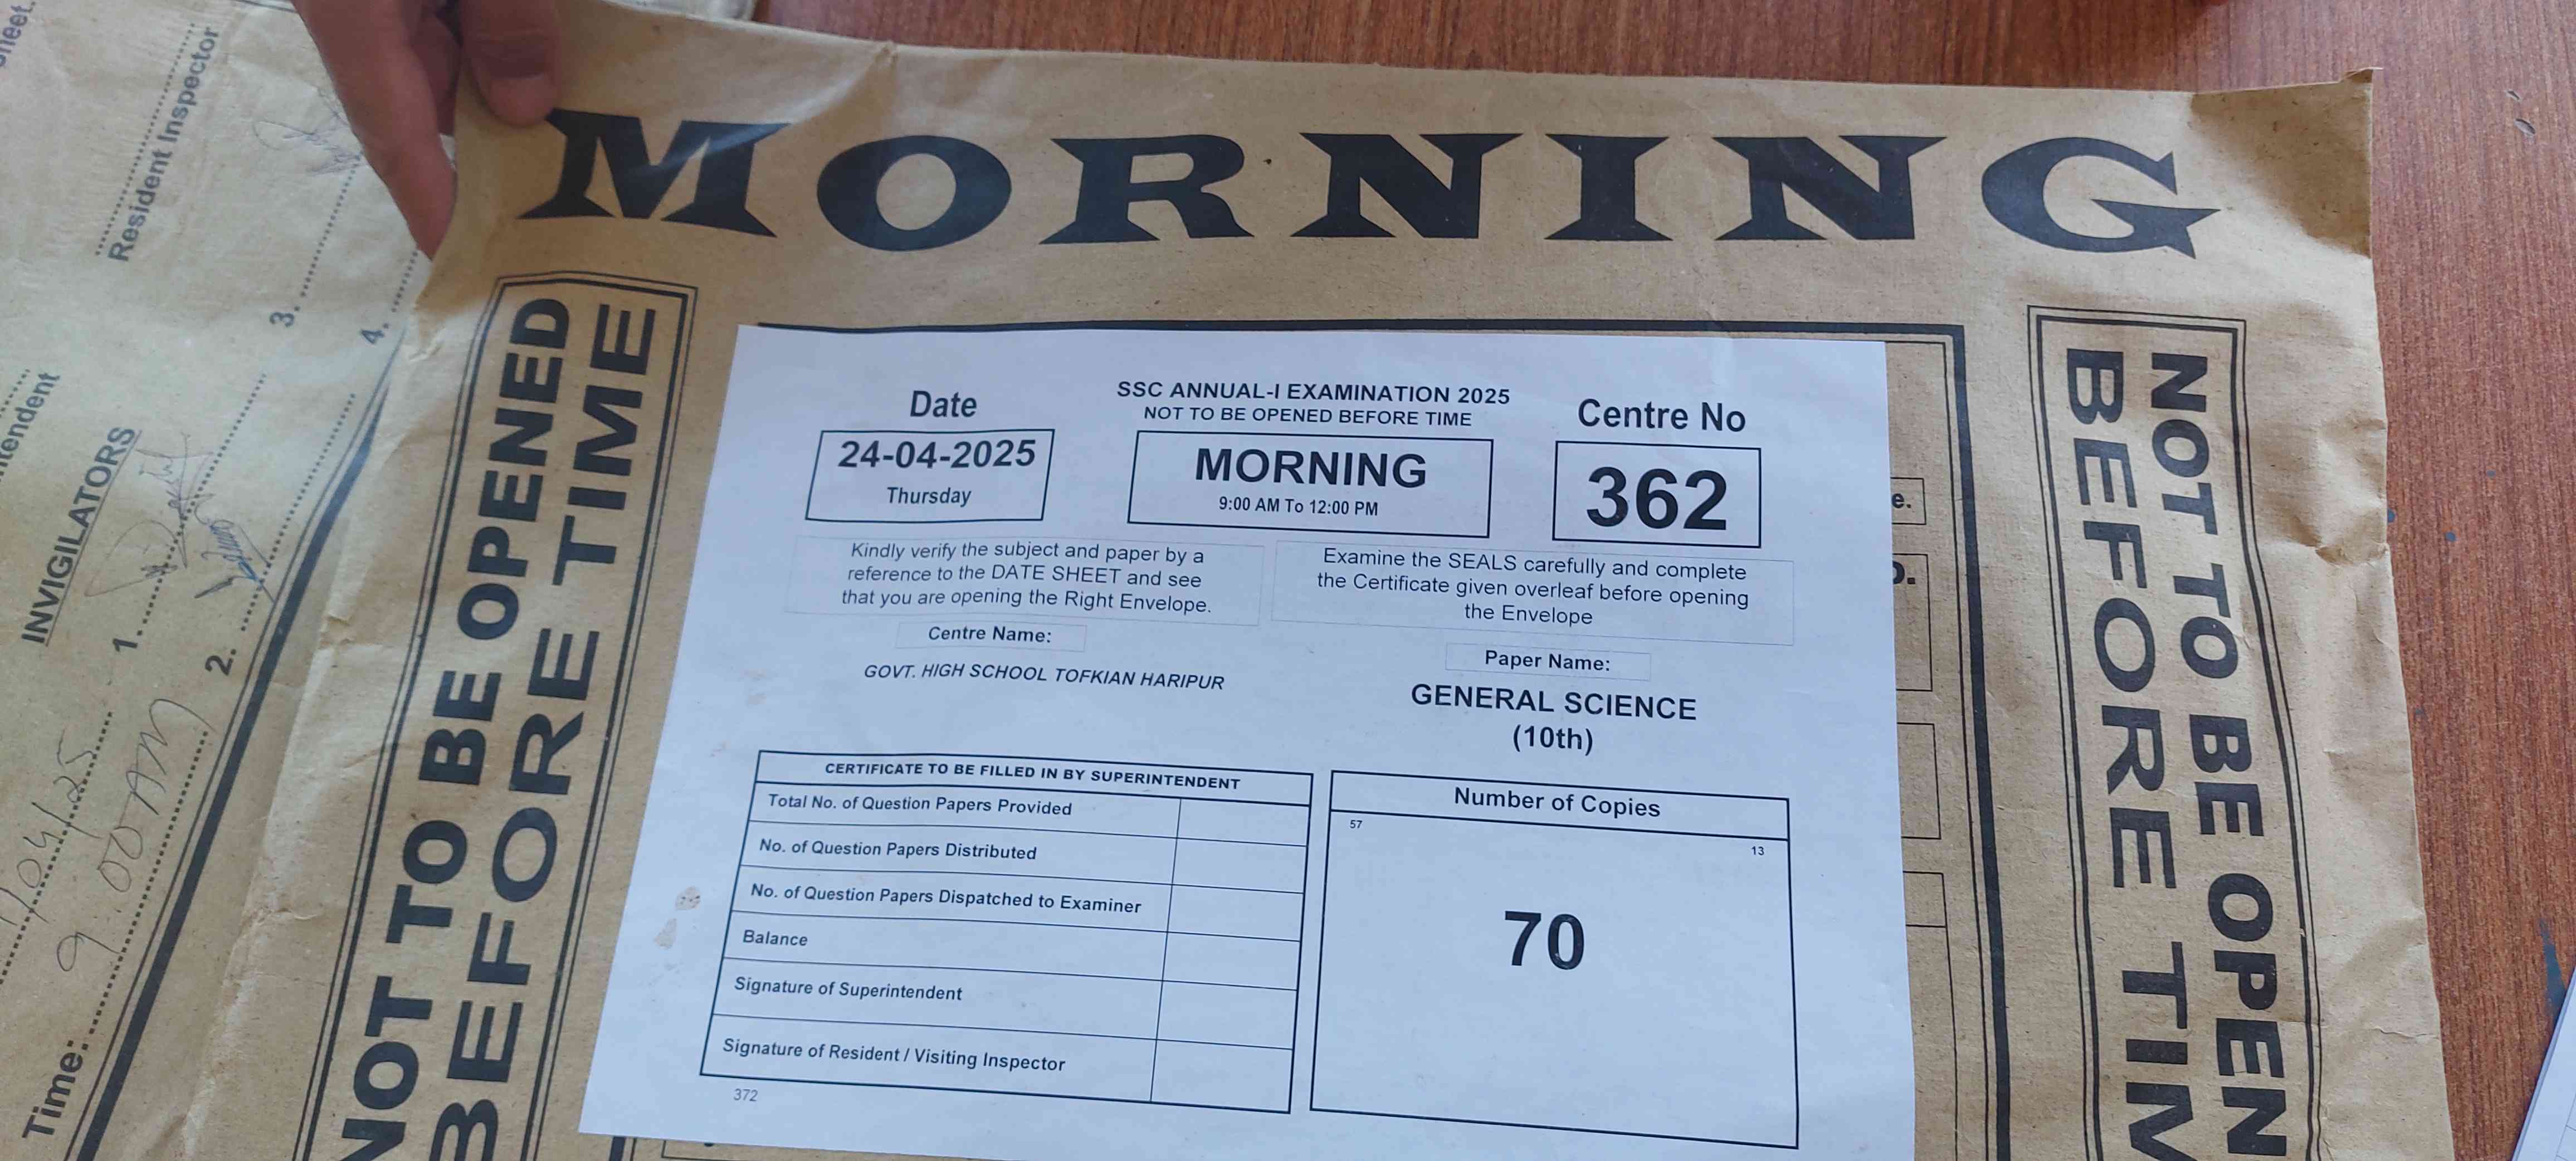 MORNING
NOT TO BE OPENED
BEFORE TIME
SSC ANNUAL-I EXAMINATION 2025
NOT TO BE OPENED BEFORE TIME
Date
24-04-2025
Thursday
MORNING
9:00 AM To 12:00 PM
Centre No
362
Kindly verify the subject and paper by a
reference to the DATE SHEET and see
that you are opening the Right Envelope.
Examine the SEALS carefully and complete
the Certificate given overleaf before opening
the Envelope
Centre Name:
GOVT. HIGH SCHOOL TOFKIAN HARIPUR
Paper Name:
GENERAL SCIENCE
(10th)
CERTIFICATE TO BE FILLED IN BY SUPERINTENDENT
Total No. of Question Papers Provided
No. of Question Papers Distributed
No. of Question Papers Dispatched to Examiner
Balance
Signature of Superintendent
Signature of Resident / Visiting Inspector
372
Number of Copies
57
13
70
NOT TO BE OPEN
BEFORE TIM
Resident Inspector
INVIGILATORS
1.
2.
3.
4.
/04/25
Time: 9:00 AM